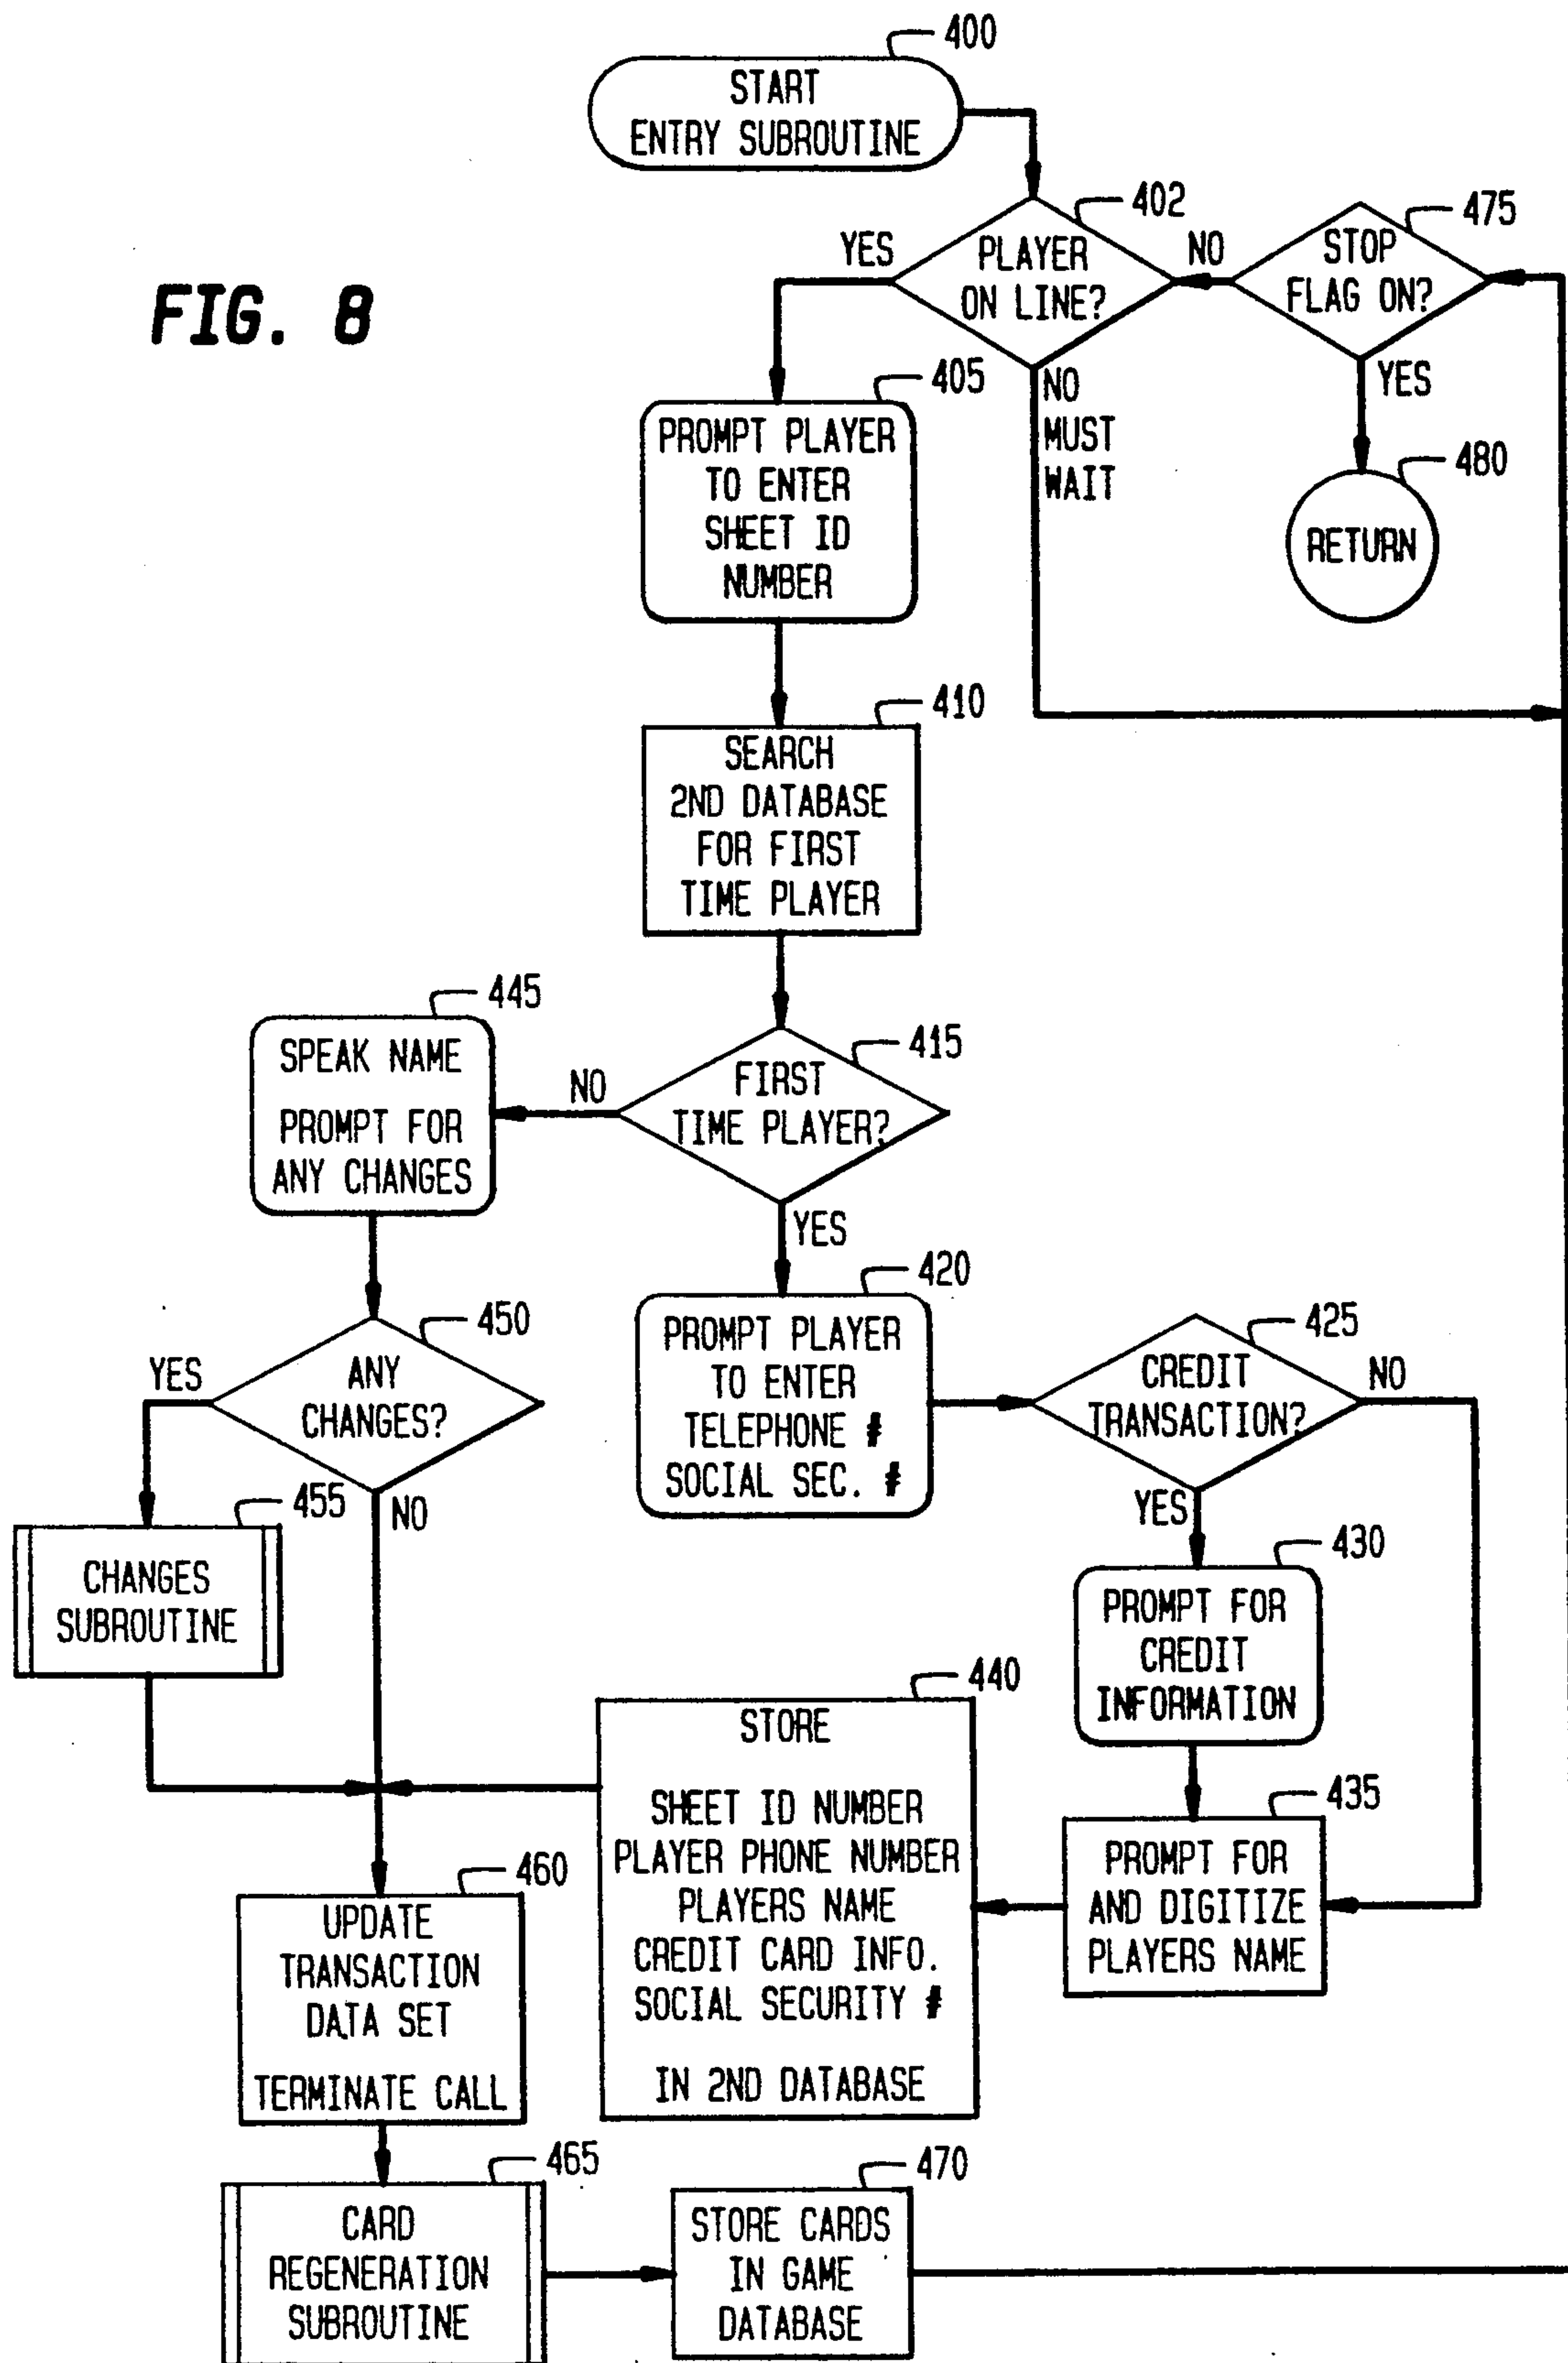 400
START
ENTRY SUBROUTINE
FIG. 8
402
PLAYER
ON LINE?
YES
NO
NO
MUST
WAIT
475
STOP
FLAG ON?
YES
480
RETURN
405
PROMPT PLAYER
TO ENTER
SHEET ID
NUMBER
410
SEARCH
2ND DATABASE
FOR FIRST
TIME PLAYER
415
FIRST
TIME PLAYER?
NO
YES
445
SPEAK NAME
PROMPT FOR
ANY CHANGES
450
ANY
CHANGES?
YES
NO
455
CHANGES
SUBROUTINE
420
PROMPT PLAYER
TO ENTER
TELEPHONE #
SOCIAL SEC. #
425
CREDIT
TRANSACTION?
NO
YES
430
PROMPT FOR
CREDIT
INFORMATION
435
PROMPT FOR
AND DIGITIZE
PLAYERS NAME
440
STORE
SHEET ID NUMBER
PLAYER PHONE NUMBER
PLAYERS NAME
CREDIT CARD INFO.
SOCIAL SECURITY #
IN 2ND DATABASE
460
UPDATE
TRANSACTION
DATA SET
TERMINATE CALL
465
CARD
REGENERATION
SUBROUTINE
470
STORE CARDS
IN GAME
DATABASE